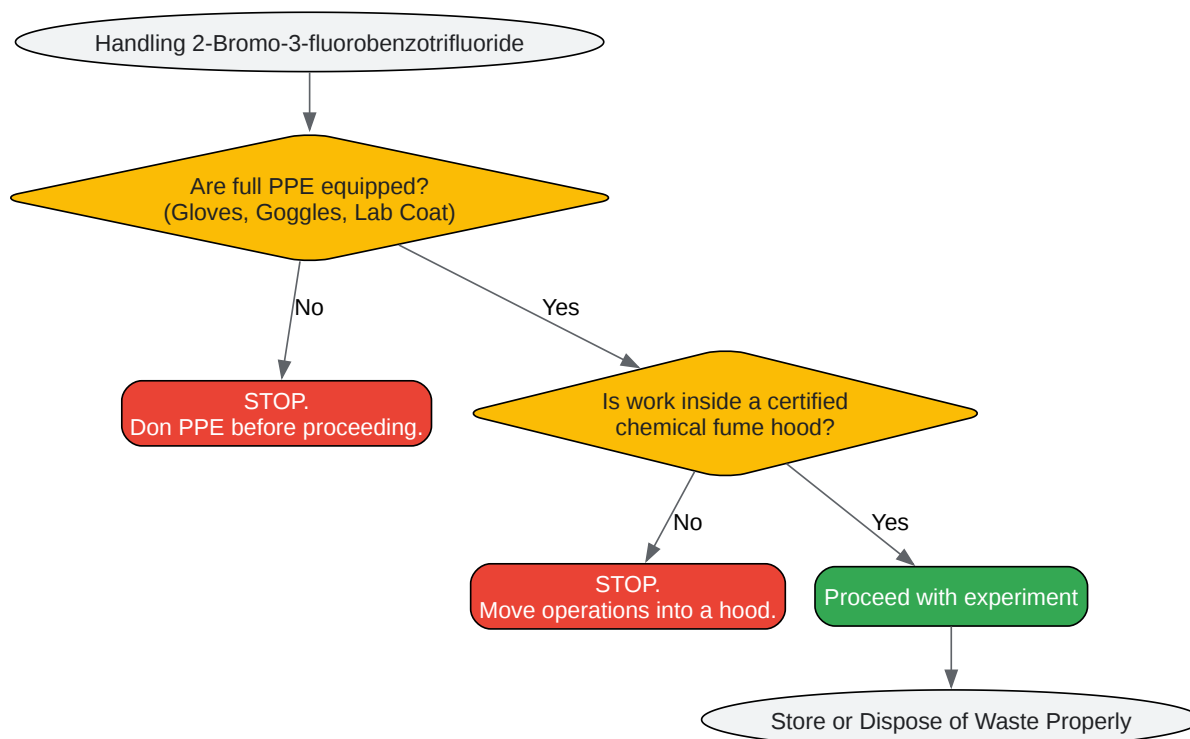 Handling 2-Bromo-3-fluorobenzotrifluoride
Are full PPE equipped?
(Gloves, Goggles, Lab Coat)
No
Yes
STOP.
Don PPE before proceeding.
Is work inside a certified
chemical fume hood?
No
Yes
STOP.
Move operations into a hood.
Proceed with experiment
Store or Dispose of Waste Properly